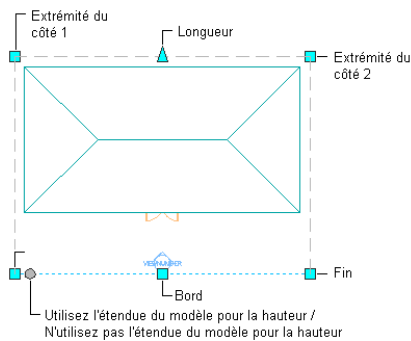 Extrémité du
côté 1
Longueur
Extrémité du
côté 2
Fin
Bord
Utilisez l'étendue du modèle pour la hauteur /
N'utilisez pas l'étendue du modèle pour la hauteur